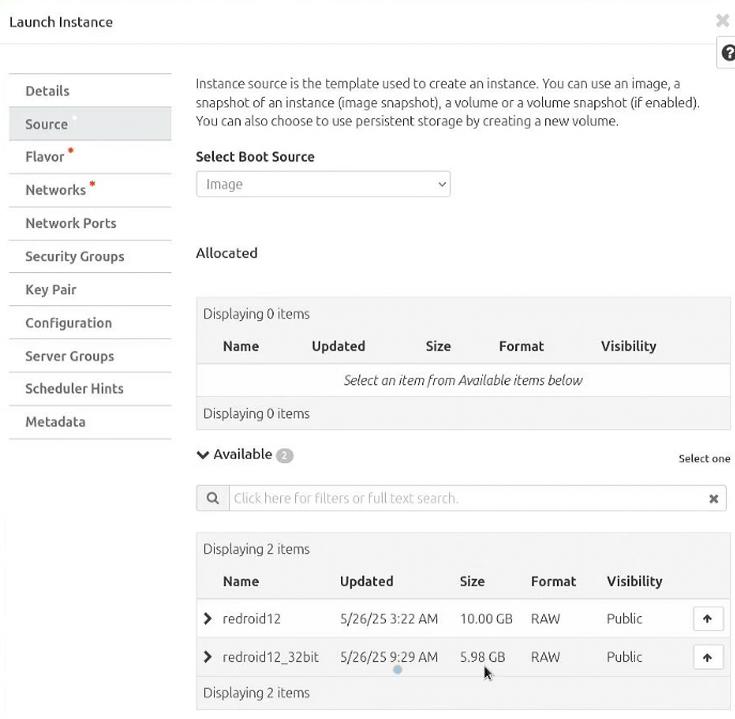 Launch Instance
Details
Source *
Flavor *
Networks *
Network Ports
Security Groups
Key Pair
Configuration
Server Groups
Scheduler Hints
Metadata
Instance source is the template used to create an instance. You can use an image, a
snapshot of an instance (image snapshot), a volume or a volume snapshot (if enabled).
You can also choose to use persistent storage by creating a new volume.
Select Boot Source
Image
Allocated
Displaying 0 items
Name Updated Size Format Visibility
Select an item from Available items below
Displaying 0 items
Available 2
Select one
Click here for filters or full text search.
Displaying 2 items
Name Updated Size Format Visibility
redroid12 5/26/25 3:22 AM 10.00 GB RAW Public
redroid12_32bit 5/26/25 9:29 AM 5.98 GB RAW Public
Displaying 2 items